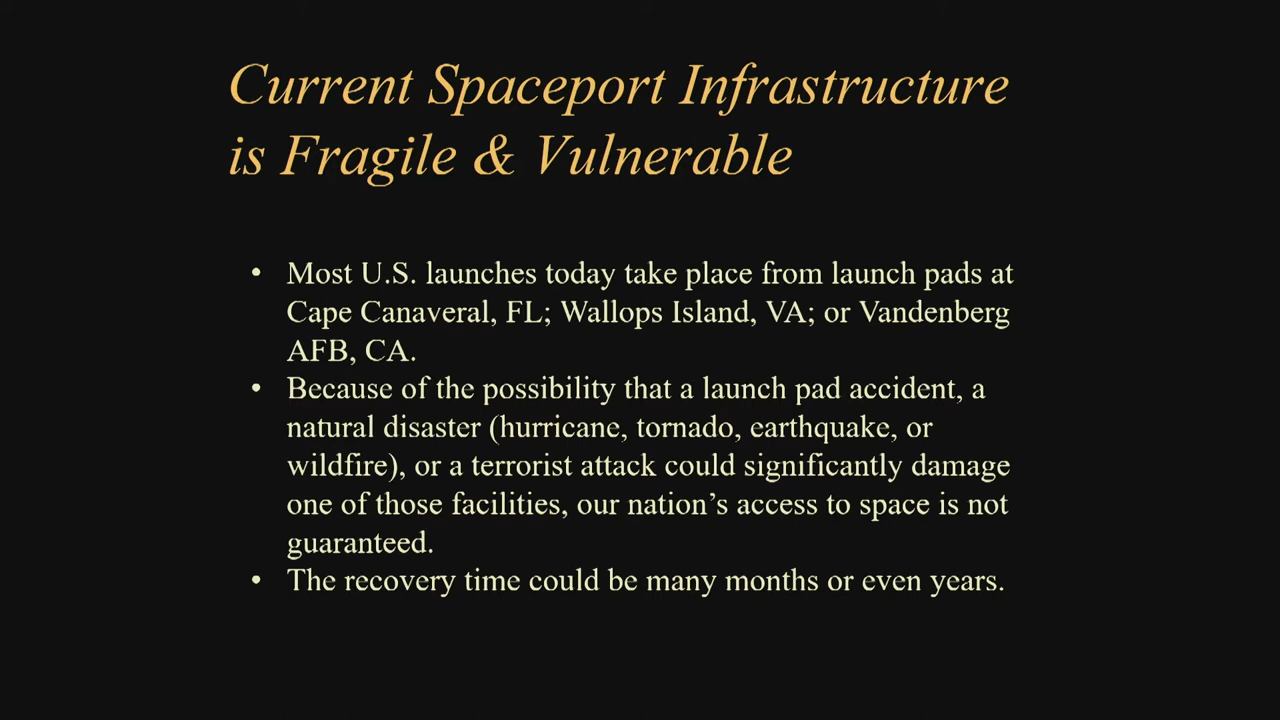 Current Spaceport Infrastructure
is Fragile & Vulnerable
• Most U.S. launches today take place from launch pads at
Cape Canaveral, FL; Wallops Island, VA; or Vandenberg
AFB, CA.
• Because of the possibility that a launch pad accident, a
natural disaster (hurricane, tornado, earthquake, or
wildfire), or a terrorist attack could significantly damage
one of those facilities, our nation’s access to space is not
guaranteed.
• The recovery time could be many months or even years.